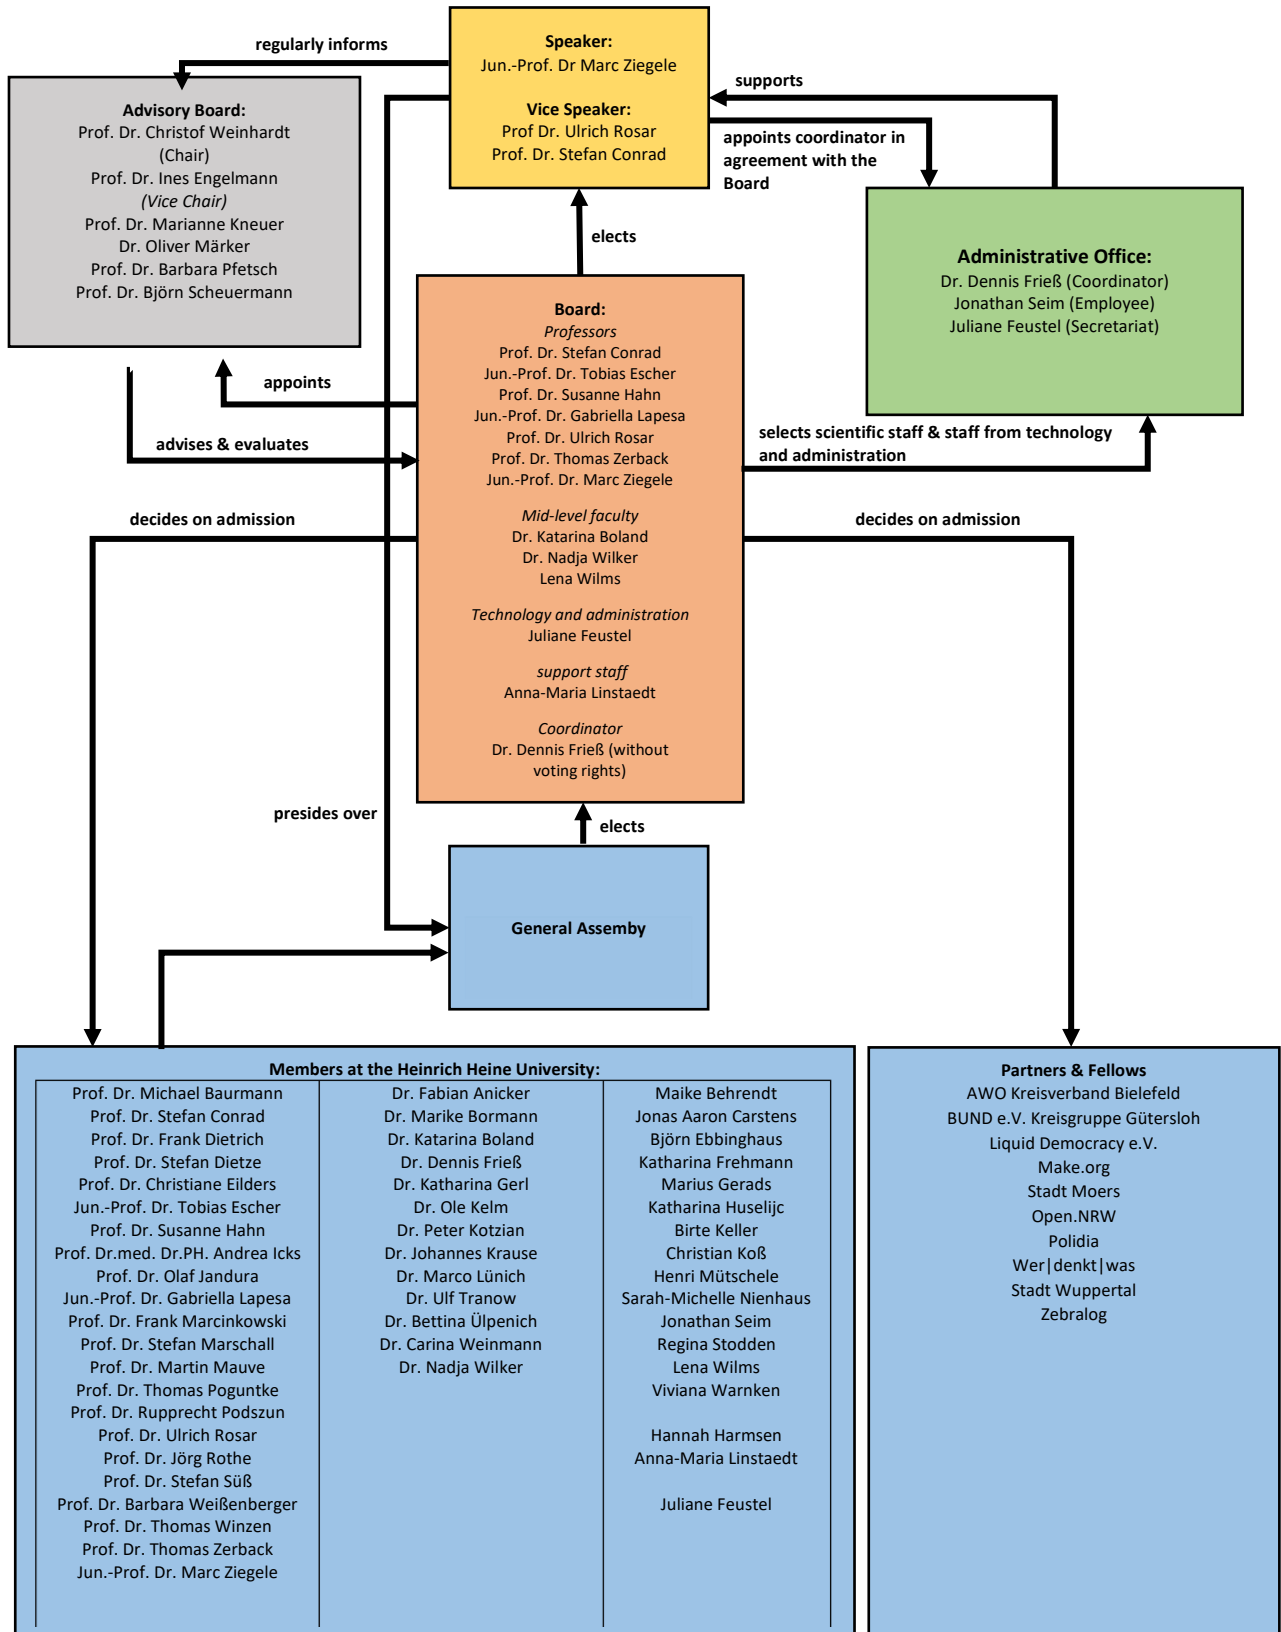 regularly informs
Speaker:
Jun.-Prof. Dr Marc Ziegele
Vice Speaker:
Prof Dr. Ulrich Rosar
Prof. Dr. Stefan Conrad
supports
appoints coordinator in
agreement with the
Board
Advisory Board:
Prof. Dr. Christof Weinhardt
(Chair)
Prof. Dr. Ines Engelmann
(Vice Chair)
Prof. Dr. Marianne Kneuer
Dr. Oliver Märker
Prof. Dr. Barbara Pfetsch
Prof. Dr. Björn Scheuermann
elects
Administrative Office:
Dr. Dennis Frieß (Coordinator)
Jonathan Seim (Employee)
Juliane Feustel (Secretariat)
appoints
advises & evaluates
Board:
Professors
Prof. Dr. Stefan Conrad
Jun.-Prof. Dr. Tobias Escher
Prof. Dr. Susanne Hahn
Jun.-Prof. Dr. Gabriella Lapesa
Prof. Dr. Ulrich Rosar
Prof. Dr. Thomas Zerback
Jun.-Prof. Dr. Marc Ziegele
Mid-level faculty
Dr. Katarina Boland
Dr. Nadja Wilker
Lena Wilms
Technology and administration
Juliane Feustel
support staff
Anna-Maria Linstaedt
Coordinator
Dr. Dennis Frieß (without
voting rights)
selects scientific staff & staff from technology
and administration
decides on admission
decides on admission
presides over
elects
General Assemby
Members at the Heinrich Heine University:
Prof. Dr. Michael Baurmann
Prof. Dr. Stefan Conrad
Prof. Dr. Frank Dietrich
Prof. Dr. Stefan Dietze
Prof. Dr. Christiane Eilders
Jun.-Prof. Dr. Tobias Escher
Prof. Dr. Susanne Hahn
Prof. Dr.med. Dr.PH. Andrea Icks
Prof. Dr. Olaf Jandura
Jun.-Prof. Dr. Gabriella Lapesa
Prof. Dr. Frank Marcinkowski
Prof. Dr. Stefan Marschall
Prof. Dr. Martin Mauve
Prof. Dr. Thomas Poguntke
Prof. Dr. Rupprecht Podszun
Prof. Dr. Ulrich Rosar
Prof. Dr. Jörg Rothe
Prof. Dr. Stefan Süß
Prof. Dr. Barbara Weißenberger
Prof. Dr. Thomas Winzen
Prof. Dr. Thomas Zerback
Jun.-Prof. Dr. Marc Ziegele
Dr. Fabian Anicker
Dr. Marike Bormann
Dr. Katarina Boland
Dr. Dennis Frieß
Dr. Katharina Gerl
Dr. Ole Kelm
Dr. Peter Kotzian
Dr. Johannes Krause
Dr. Marco Lünich
Dr. Ulf Tranow
Dr. Bettina Ülpenich
Dr. Carina Weinmann
Dr. Nadja Wilker
Maike Behrendt
Jonas Aaron Carstens
Björn Ebbinghaus
Katharina Frehmann
Marius Gerads
Katharina Huselijc
Birte Keller
Christian Koß
Henri Mütschele
Sarah-Michelle Nienhaus
Jonathan Seim
Regina Stodden
Lena Wilms
Viviana Warnken
Hannah Harmsen
Anna-Maria Linstaedt
Juliane Feustel
Partners & Fellows
AWO Kreisverband Bielefeld
BUND e.V. Kreisgruppe Gütersloh
Liquid Democracy e.V.
Make.org
Stadt Moers
Open.NRW
Polidia
Wer|denkt|was
Stadt Wuppertal
Zebralog